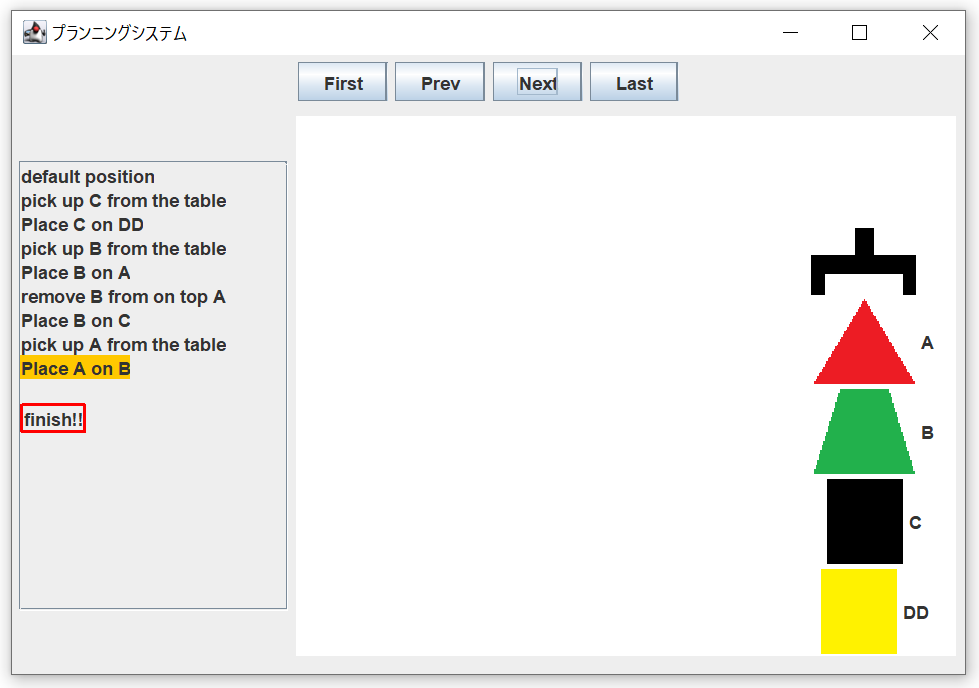 プランニングシステム
First Prev Next Last
default position
pick up C from the table
Place C on DD
pick up B from the table
Place B on A
remove B from on top A
Place B on C
pick up A from the table
Place A on B
finish!!
A
B
C
DD